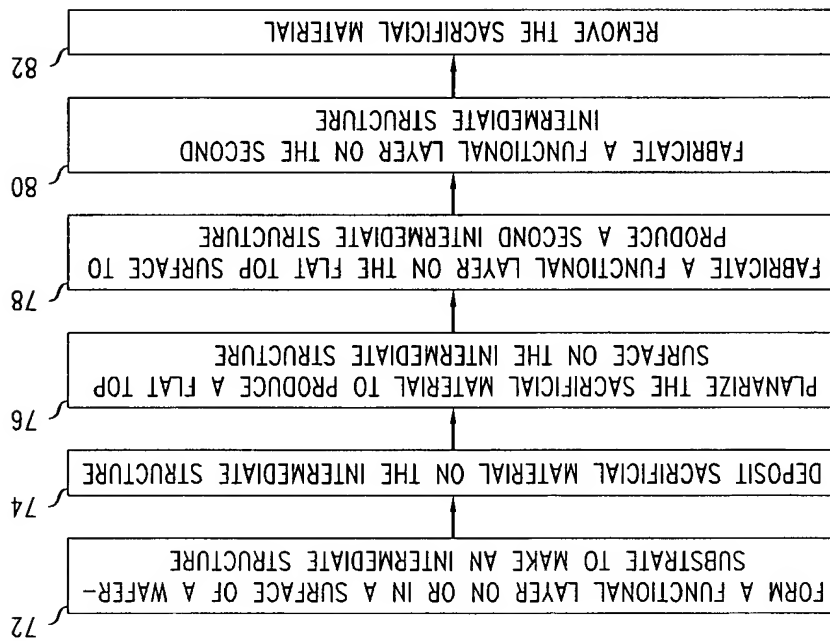 72
FORM A FUNCTIONAL LAYER ON OR IN A SURFACE OF A WAFER-
SUBSTRATE TO MAKE AN INTERMEDIATE STRUCTURE
74
DEPOSIT SACRIFICIAL MATERIAL ON THE INTERMEDIATE STRUCTURE
76
PLANARIZE THE SACRIFICIAL MATERIAL TO PRODUCE A FLAT TOP
SURFACE ON THE INTERMEDIATE STRUCTURE
78
FABRICATE A FUNCTIONAL LAYER ON THE FLAT TOP SURFACE TO
PRODUCE A SECOND INTERMEDIATE STRUCTURE
80
FABRICATE A FUNCTIONAL LAYER ON THE SECOND
INTERMEDIATE STRUCTURE
82
REMOVE THE SACRIFICIAL MATERIAL